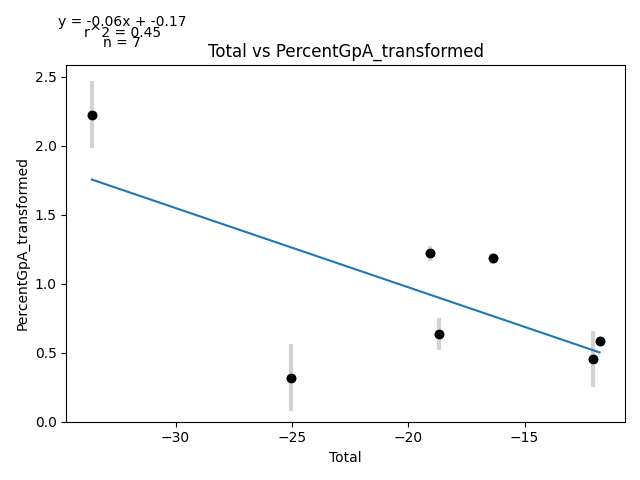 y = -0.06x + -0.17
r^2 = 0.45
n = 7
Total vs PercentGpA_transformed
2.5
2.0
1.5
1.0
0.5
0.0
PercentGpA_transformed
−30
−25
−20
−15
Total